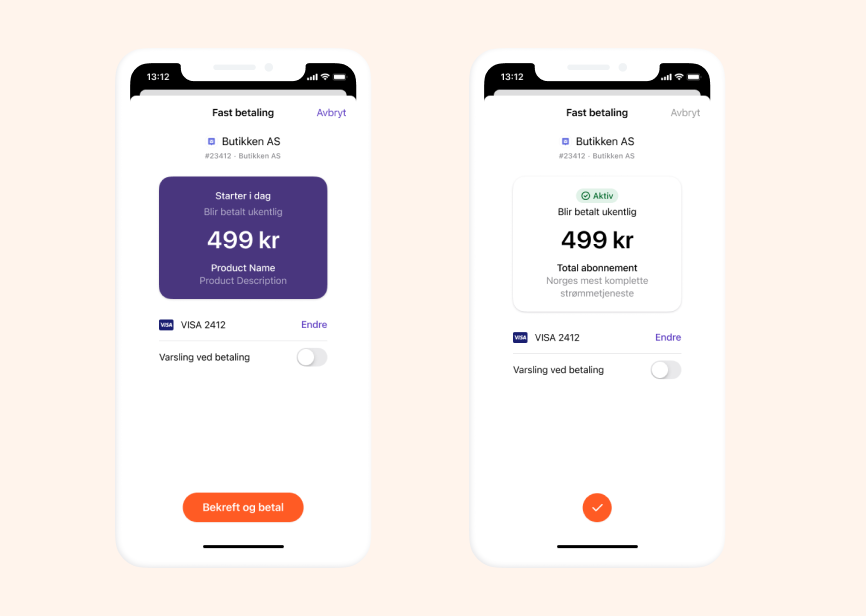 13:12
Fast betaling
Avbryt
Butikken AS
#23412 · Butikken AS
Starter i dag
Blir betalt ukentlig
499 kr
Product Name
Product Description
VISA
VISA 2412
Endre
Varsling ved betaling
Bekreft og betal
13:12
Fast betaling
Avbryt
Butikken AS
#23412 · Butikken AS
Aktiv
Blir betalt ukentlig
499 kr
Total abonnement
Norges mest komplette
strømmetjeneste
VISA
VISA 2412
Endre
Varsling ved betaling